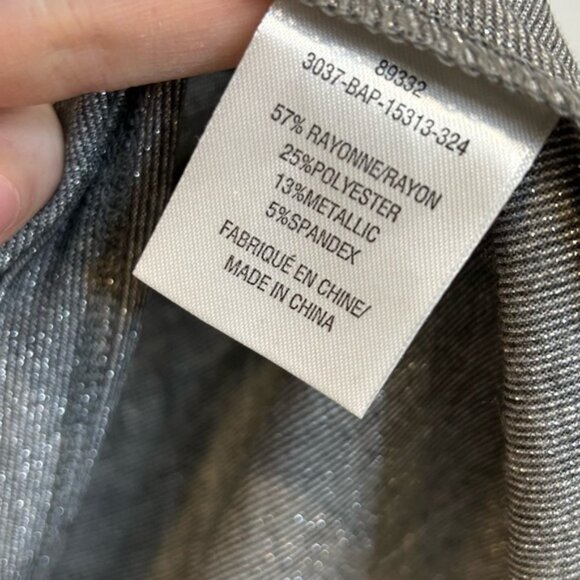 89332
3037-BAP-15313-324
57% RAYONNE/RAYON
25%POLYESTER
13%METALLIC
5%SPANDEX
FABRIQUÉ EN CHINE/
MADE IN CHINA